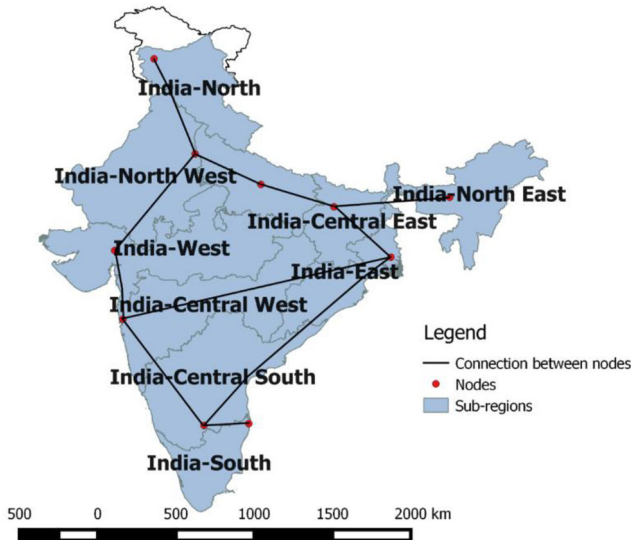 India-North
India-North West
India-North East
India-Central East
India-West
India-East
India-Central West
Legend
Connection between nodes
India-Central South
Nodes
Sub-regions
India-South
500 0 500 1000 1500 2000 km